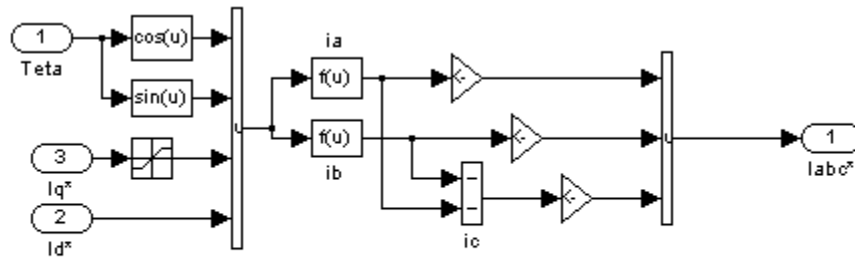 1
Teta
cos(u)
sin(u)
3
Iq*
2
Id*
ia
f(u)
f(u)
ib
ic
1
Iabc*